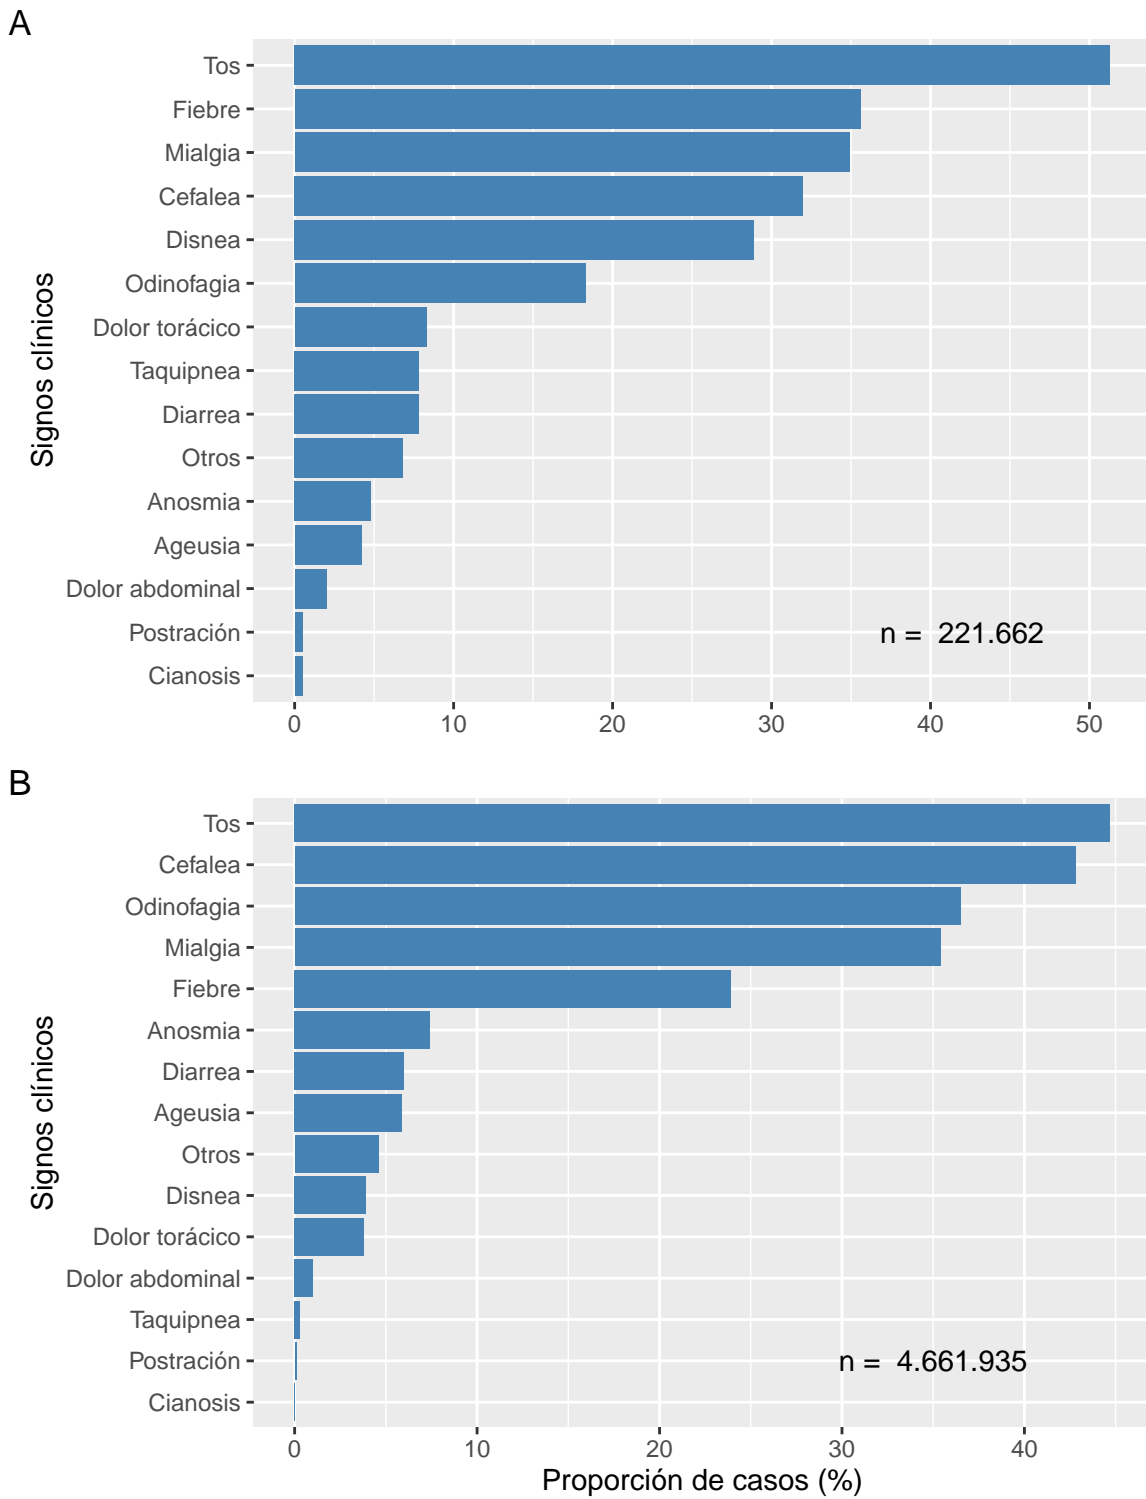 A
Tos
Fiebre
Mialgia
Cefalea
Disnea
Odinofagia
Dolor torácico
Taquipnea
Diarrea
Otros
Anosmia
Ageusia
Dolor abdominal
Postración
Cianosis
Signos clínicos
n = 221.662
0 10 20 30 40 50
B
Tos
Cefalea
Odinofagia
Mialgia
Fiebre
Anosmia
Diarrea
Ageusia
Otros
Disnea
Dolor torácico
Dolor abdominal
Taquipnea
Postración
Cianosis
Signos clínicos
n = 4.661.935
0 10 20 30 40
Proporción de casos (%)